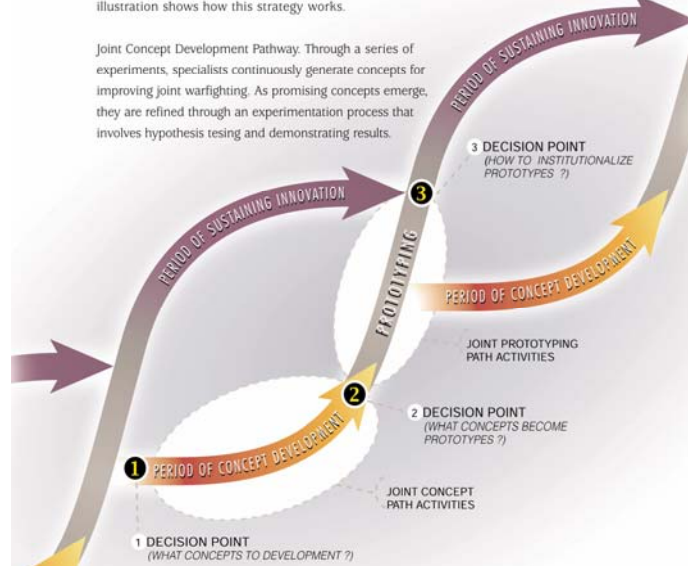 illustration shows how this strategy works.
Joint Concept Development Pathway. Through a series of
experiments, specialists continuously generate concepts for
improving joint warfighting. As promising concepts emerge,
they are refined through an experimentation process that
involves hypothesis tesing and demonstrating results.
PERIOD OF SUSTAINING INNOVATION
3 DECISION POINT
(HOW TO INSTITUTIONALIZE
PROTOTYPES ?)
PERIOD OF SUSTAINING INNOVATION
3
PROTOTYPING
PERIOD OF CONCEPT DEVELOPMENT
JOINT PROTOTYPING
PATH ACTIVITIES
2
2 DECISION POINT
(WHAT CONCEPTS BECOME
PROTOTYPES ?)
1
PERIOD OF CONCEPT DEVELOPMENT
JOINT CONCEPT
PATH ACTIVITIES
1 DECISION POINT
(WHAT CONCEPTS TO DEVELOPMENT ?)